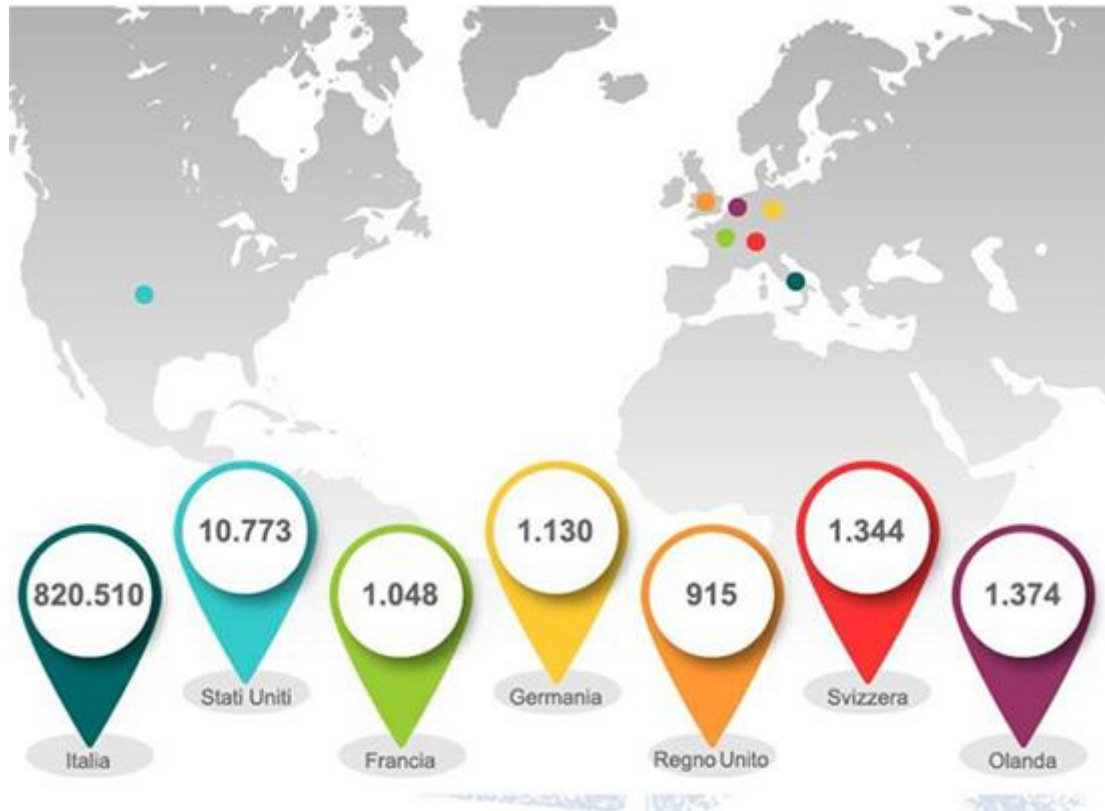 820.510
Italia
10.773
Stati Uniti
1.048
Francia
1.130
Germania
915
Regno Unito
1.344
Svizzera
1.374
Olanda